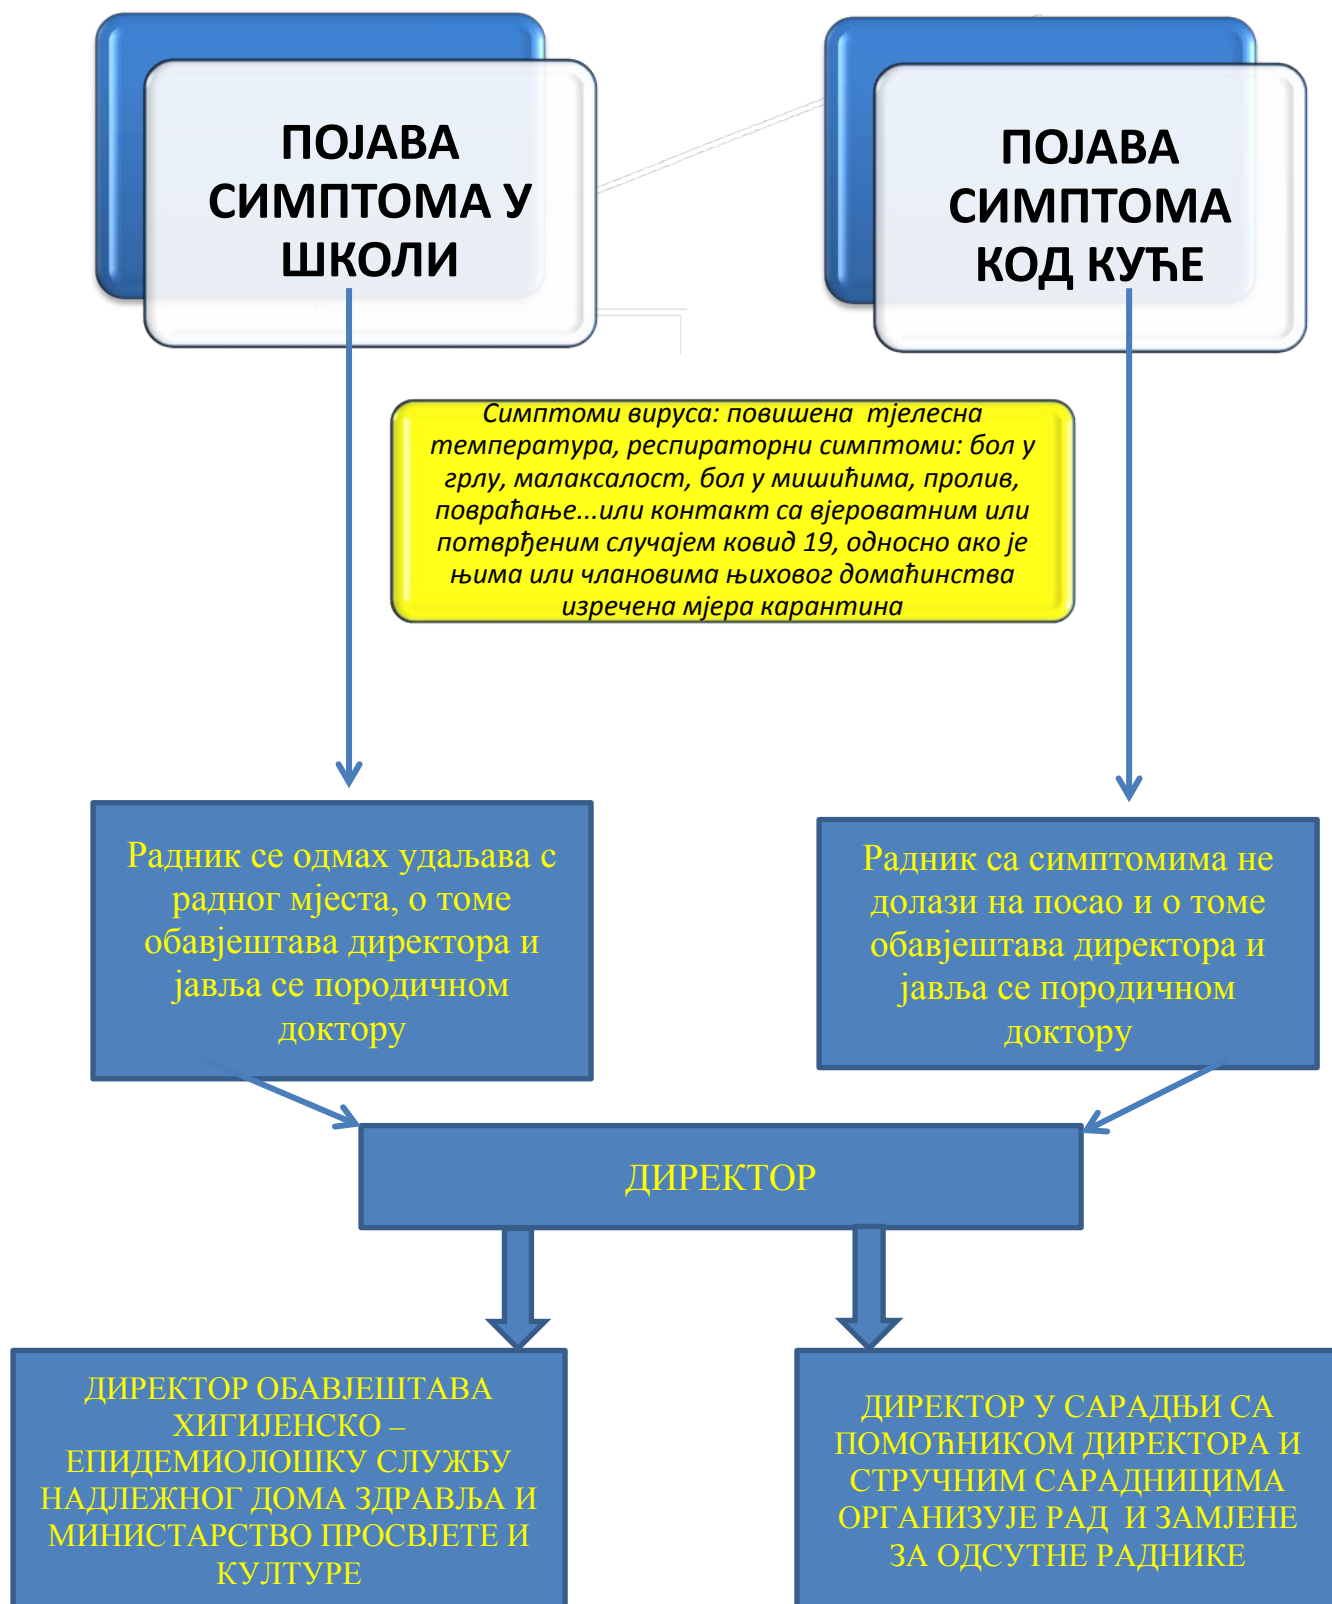 ПОЈАВА
СИМПТОМА У
ШКОЛИ
ПОЈАВА
СИМПТОМА
КОД КУЋЕ
Симптоми вируса: повишена тјелесна
температура, респираторни симптоми: бол у
грлу, малаксалост, бол у мишићима, пролив,
повраћање...или контакт са вјероватним или
потврђеним случајем ковид 19, односно ако је
њима или члановима њиховог домаћинства
изречена мјера карантина
Радник се одмах удаљава с
радног мјеста, о томе
обавјештава директора и
јавља се породичном
доктору
Радник са симптомима не
долази на посао и о томе
обавјештава директора и
јавља се породичном
доктору
ДИРЕКТОР
ДИРЕКТОР ОБАВЈЕШТАВА
ХИГИЈЕНСКО –
ЕПИДЕМИОЛОШКУ СЛУЖБУ
НАДЛЕЖНОГ ДОМА ЗДРАВЉА И
МИНИСТАРСТВО ПРОСВЈЕТЕ И
КУЛТУРЕ
ДИРЕКТОР У САРАДЊИ СА
ПОМОЋНИКОМ ДИРЕКТОРА И
СТРУЧНИМ САРАДНИЦИМА
ОРГАНИЗУЈЕ РАД И ЗАМЈЕНЕ
ЗА ОДСУТНЕ РАДНИКЕ